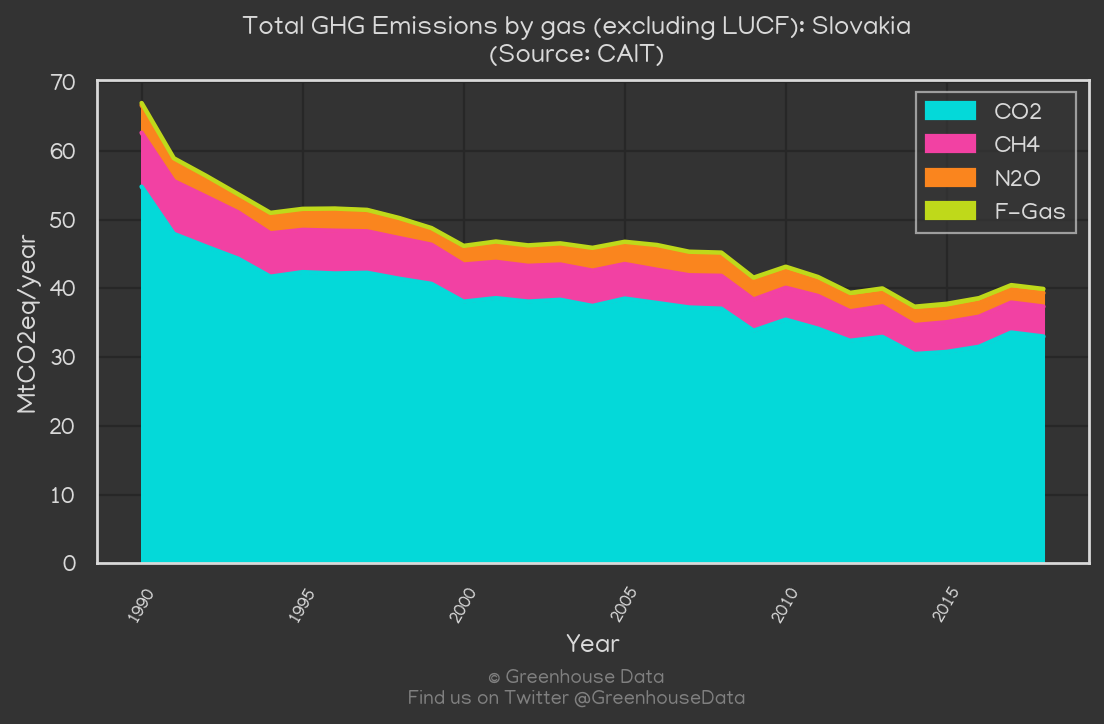 Total GHG Emissions by gas (excluding LUCF): Slovakia
(Source: CAIT)
70
60
50
40
30
20
10
0
MtCO2eq/year
CO2
CH4
N2O
F-Gas
1990
1995
2000
2005
2010
2015
Year
© Greenhouse Data
Find us on Twitter @GreenhouseData